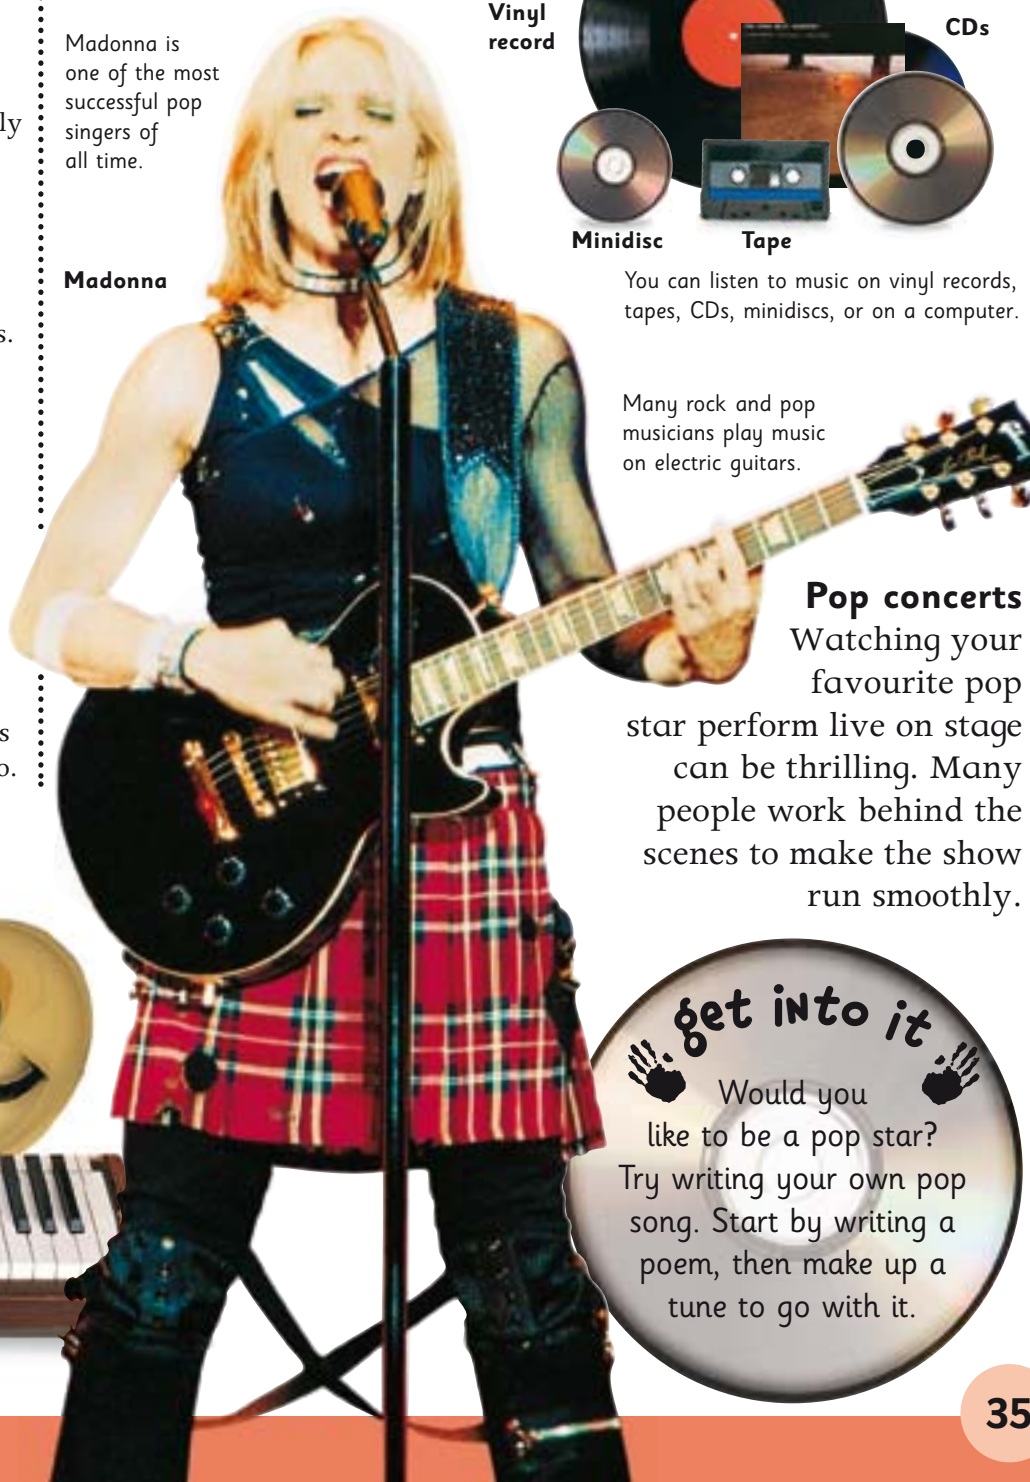 Madonna is
one of the most
successful pop
singers of
all time.
Madonna
ly
s.
s
o.
Vinyl
record
CDs
Minidisc
Tape
You can listen to music on vinyl records,
tapes, CDs, minidiscs, or on a computer.
Many rock and pop
musicians play music
on electric guitars.
Pop concerts
Watching your
favourite pop
star perform live on stage
can be thrilling. Many
people work behind the
scenes to make the show
run smoothly.
get into it
Would you
like to be a pop star?
Try writing your own pop
song. Start by writing a
poem, then make up a
tune to go with it.
35